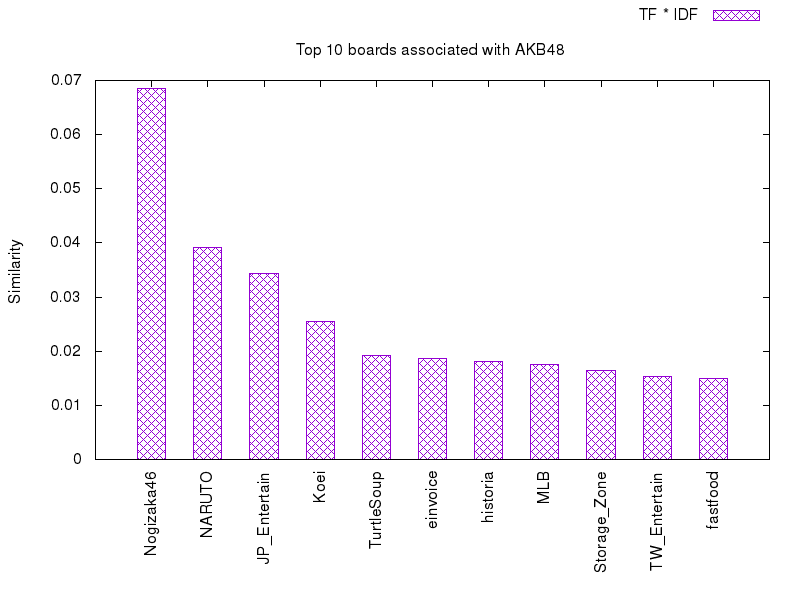 TF * IDF
Top 10 boards associated with AKB48
Similarity
0.07
0.06
0.05
0.04
0.03
0.02
0.01
0
Nogizaka46
NARUTO
JP_Entertain
Koei
TurtleSoup
einvoice
historia
MLB
Storage_Zone
TW_Entertain
fastfood